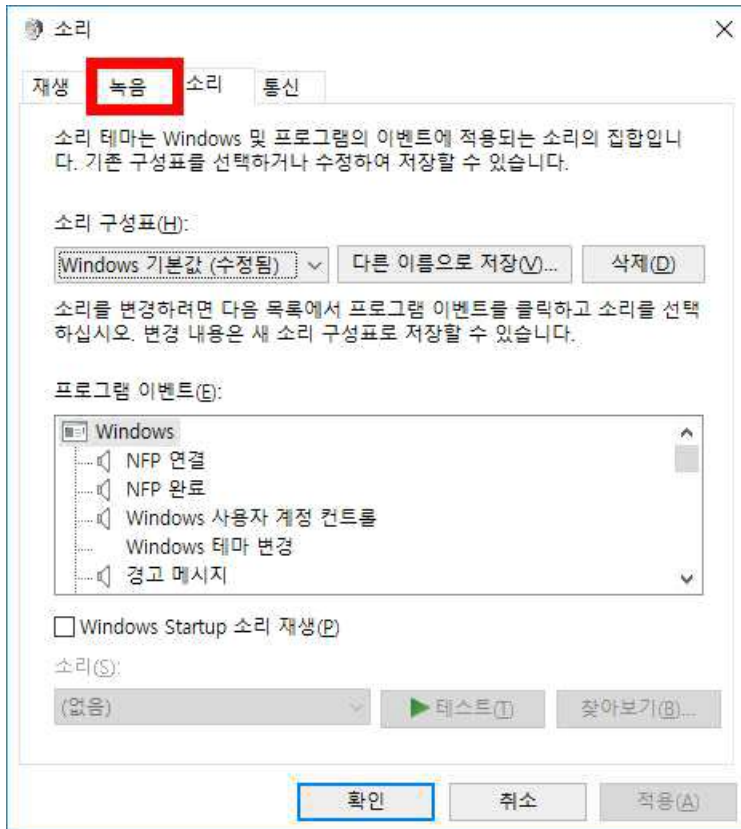 소리
재생 녹음 소리 통신
소리 테마는 Windows 및 프로그램의 이벤트에 적용되는 소리의 집합입니
다. 기존 구성표를 선택하거나 수정하여 저장할 수 있습니다.
소리 구성표(H):
Windows 기본값 (수정됨) 다른 이름으로 저장(V)... 삭제(D)
소리를 변경하려면 다음 목록에서 프로그램 이벤트를 클릭하고 소리를 선택
하십시오. 변경 내용은 새 소리 구성표로 저장할 수 있습니다.
프로그램 이벤트(E):
Windows
NFP 연결
NFP 완료
Windows 사용자 계정 컨트롤
Windows 테마 변경
경고 메시지
Windows Startup 소리 재생(P)
소리(S):
(없음) 테스트(T) 찾아보기(B)...
확인 취소 적용(A)